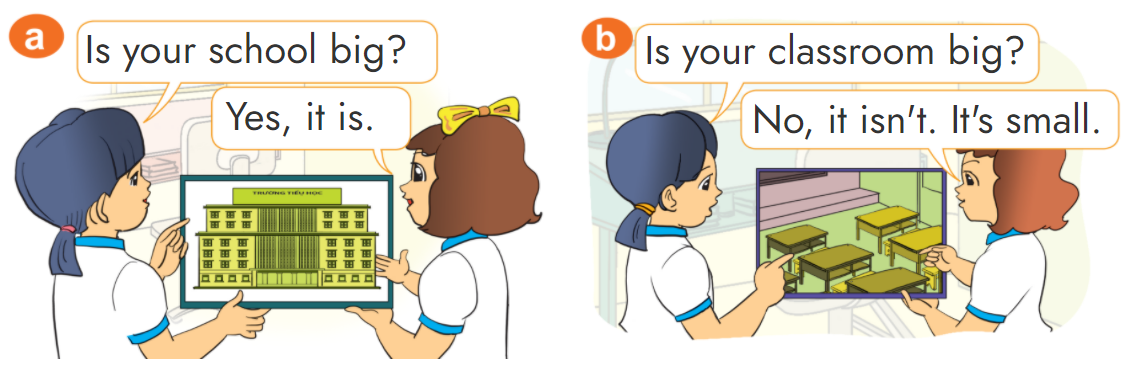 a
Is your school big?
Yes, it is.
TRƯỜNG TIỂU HỌC
b
Is your classroom big?
No, it isn't. It's small.